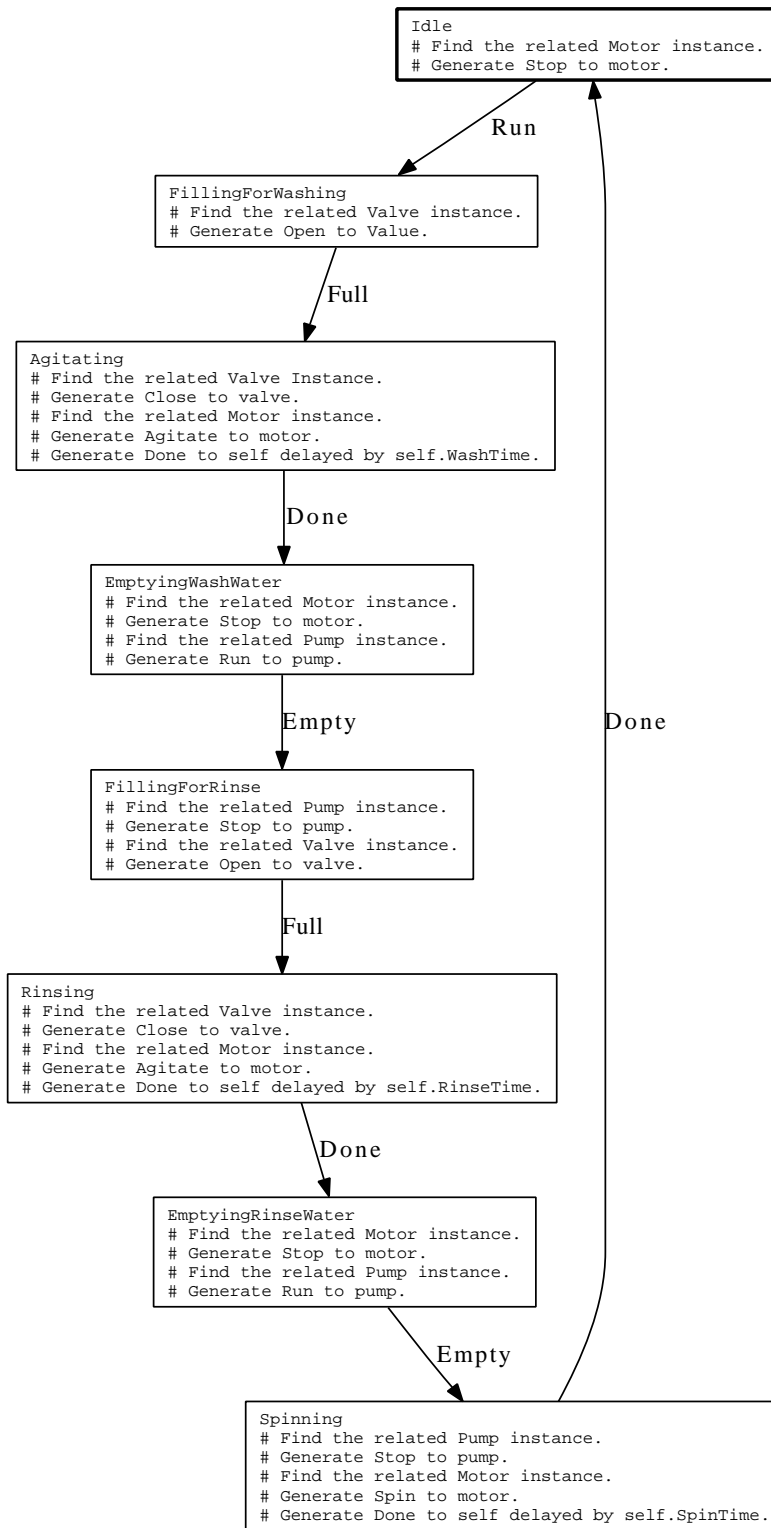 Idle
# Find the related Motor instance.
# Generate Stop to motor.
Run
FillingForWashing
# Find the related Valve instance.
# Generate Open to Value.
Full
Agitating
# Find the related Valve Instance.
# Generate Close to valve.
# Find the related Motor instance.
# Generate Agitate to motor.
# Generate Done to self delayed by self.WashTime.
Done
EmptyingWashWater
# Find the related Motor instance.
# Generate Stop to motor.
# Find the related Pump instance.
# Generate Run to pump.
Empty
Done
FillingForRinse
# Find the related Pump instance.
# Generate Stop to pump.
# Find the related Valve instance.
# Generate Open to valve.
Full
Rinsing
# Find the related Valve instance.
# Generate Close to valve.
# Find the related Motor instance.
# Generate Agitate to motor.
# Generate Done to self delayed by self.RinseTime.
Done
EmptyingRinseWater
# Find the related Motor instance.
# Generate Stop to motor.
# Find the related Pump instance.
# Generate Run to pump.
Empty
Spinning
# Find the related Pump instance.
# Generate Stop to pump.
# Find the related Motor instance.
# Generate Spin to motor.
# Generate Done to self delayed by self.SpinTime.